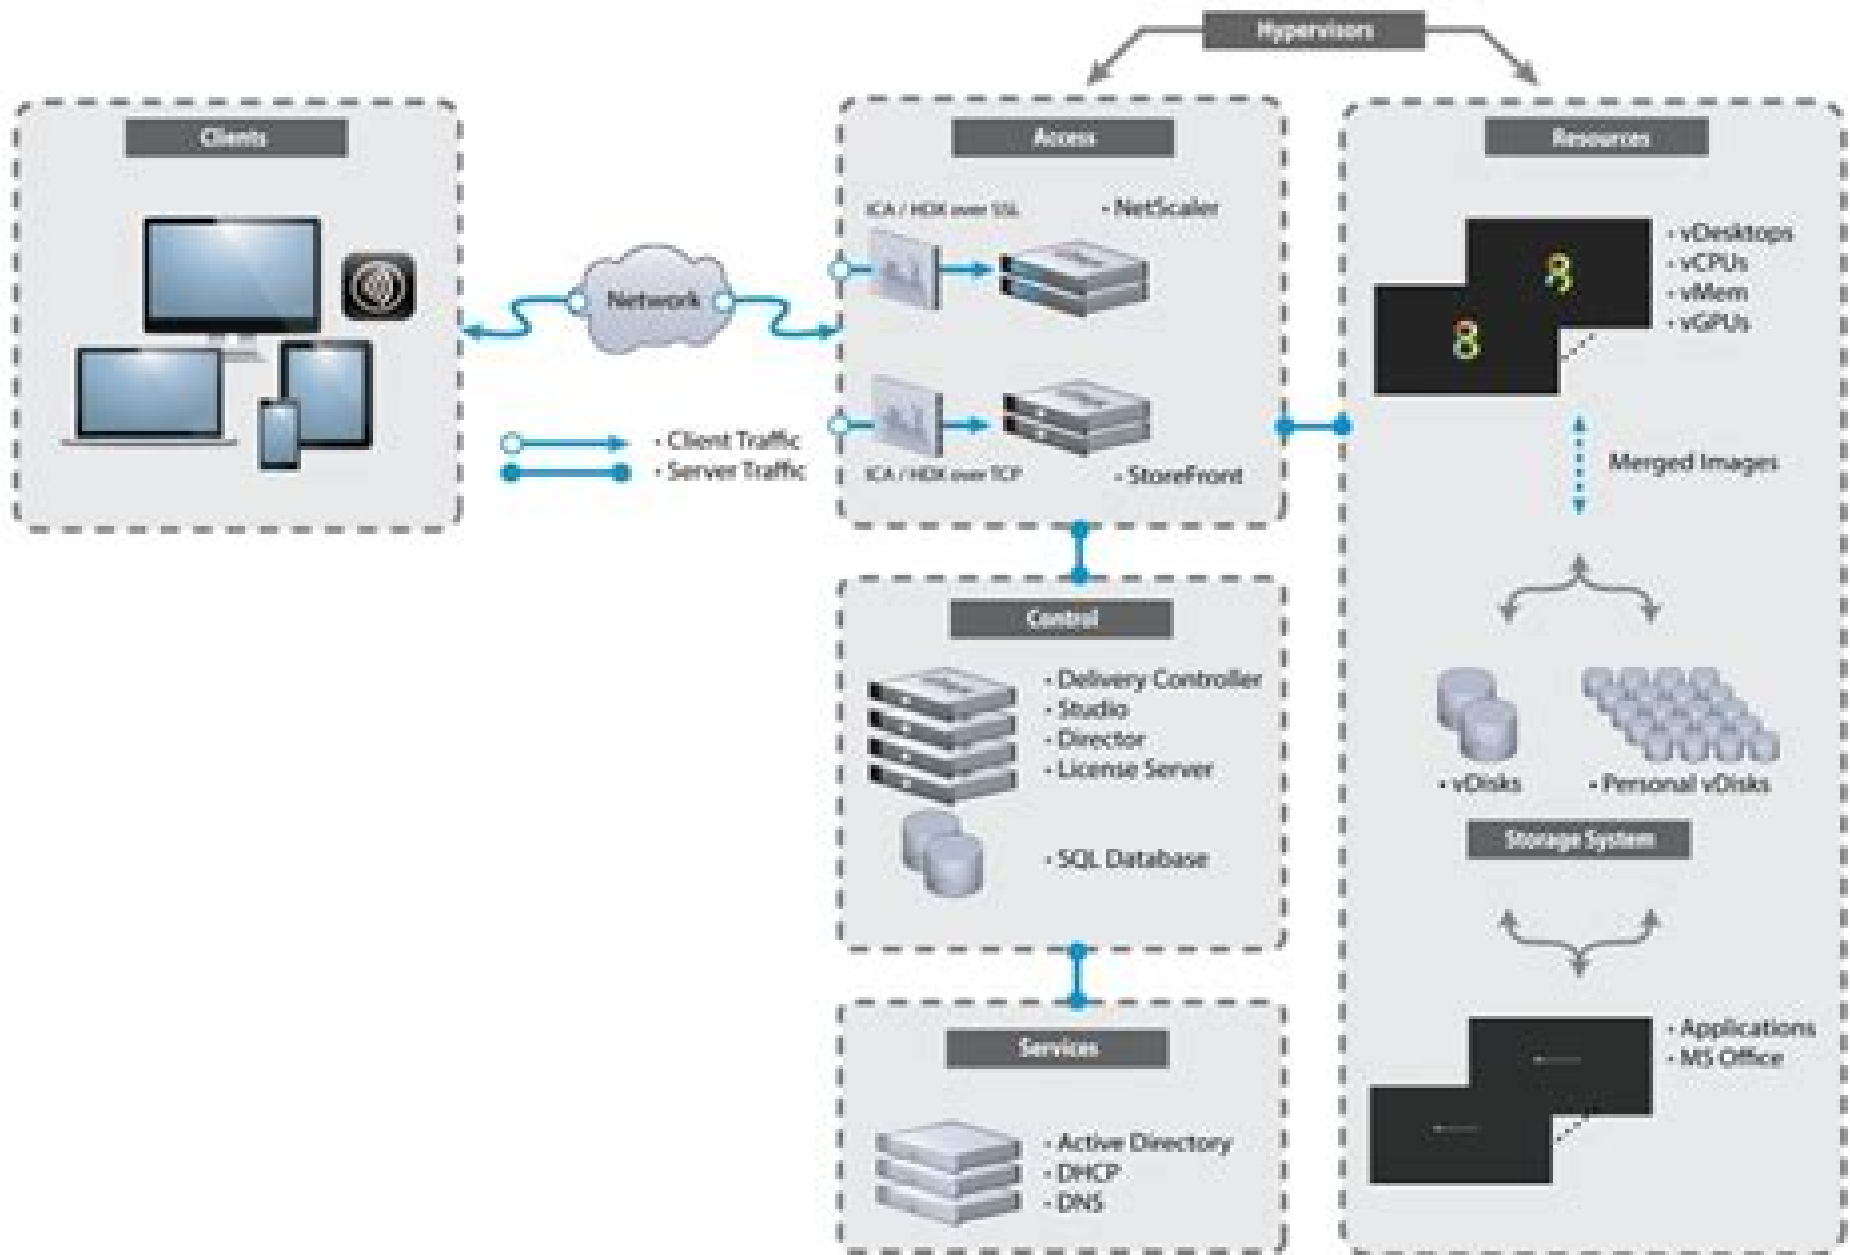 Hypervisors
Clients
Network
• Client Traffic
• Server Traffic
Access
ICA / HDX over SSL
• NetScaler
ICA / HDX over TCP
• StoreFront
Control
• Delivery Controller
• Studio
• Director
• License Server
• SQL Database
Services
• Active Directory
• DHCP
• DNS
Resources
• vDesktops
• vCPUs
• vMem
• vGPUs
Merged Images
• vDisks
• Personal vDisks
Storage System
• Applications
• MS Office